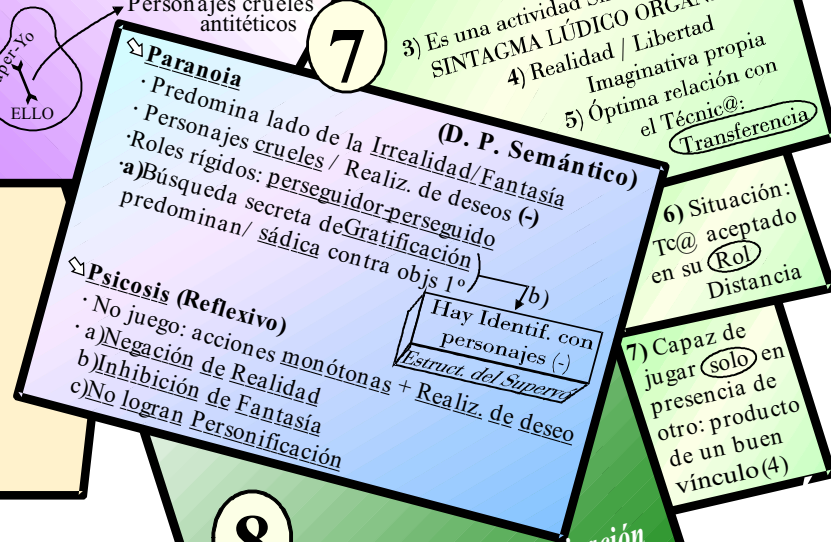 Personajes crueles
antitéticos
ELLO
7
3) Es una actividad
SINTAGMA LÚDICO
4) Realidad / Libertad
Imaginativa propia
5) Óptima relación con
el Técnic@:
Transferencia
(D. P. Semántico)
Paranoia
· Predomina lado de la Irrealidad/Fantasía
· Personajes crueles / Realiz. de deseos (-)
·Roles rígidos: perseguidor-perseguido
·a)Búsqueda secreta deGratificación
predominan/ sádica contra objs 1º
b)
Hay Identif. con
personajes (-)
Estruct. del Superyó
Psicosis (Reflexivo)
· No juego: acciones monótonas + Realiz. de deseo
· a)Negación de Realidad
b)Inhibición de Fantasía
c)No logran Personificación
6) Situación:
Tc@ aceptado
en su Rol
Distancia
7) Capaz de
jugar solo en
presencia de
otro: producto
de un buen
vínculo(4)
8